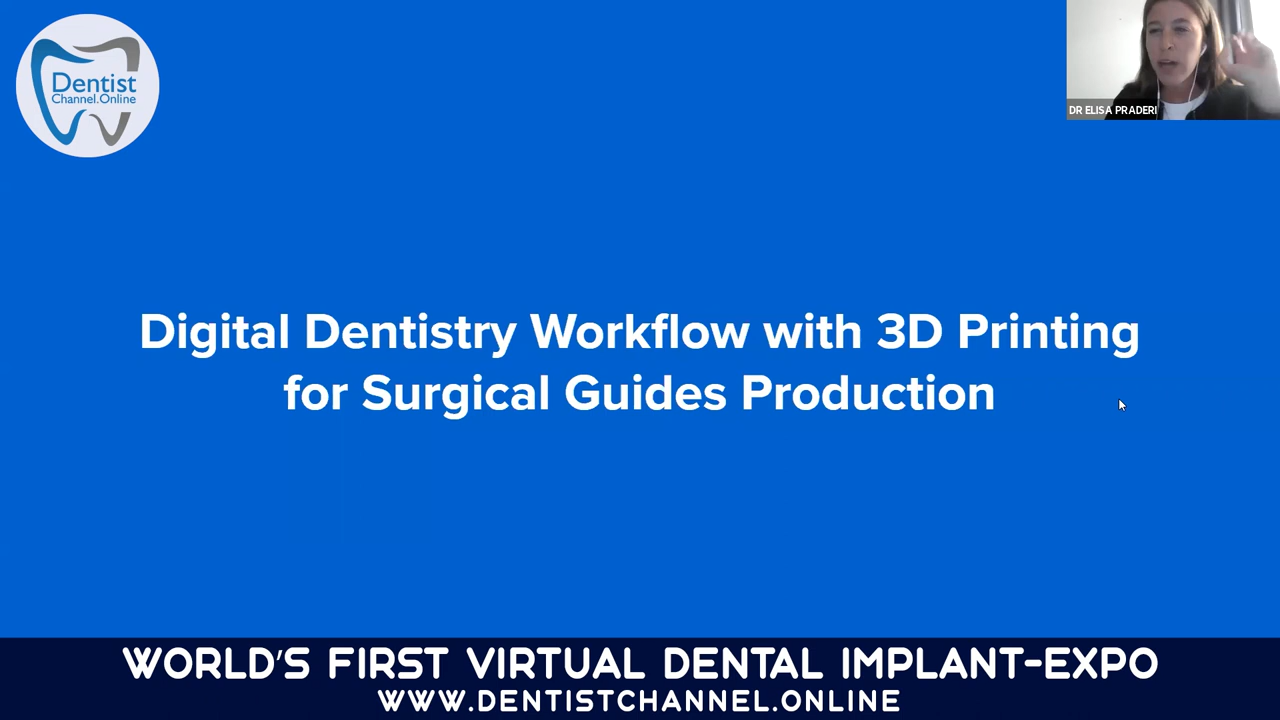 Dentist
Channel.Online
DR ELISA PRADERI
Digital Dentistry Workflow with 3D Printing
for Surgical Guides Production
WORLD'S FIRST VIRTUAL DENTAL IMPLANT-EXPO
WWW.DENTISTCHANNEL.ONLINE